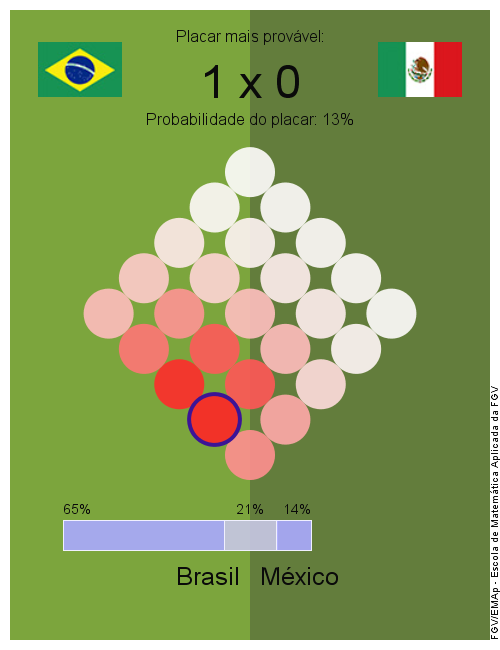 Placar mais provável:
1 x 0
Probabilidade do placar: 13%
65%
21%
14%
Brasil
México
FGV/EMAp - Escola de Matemática Aplicada da FGV